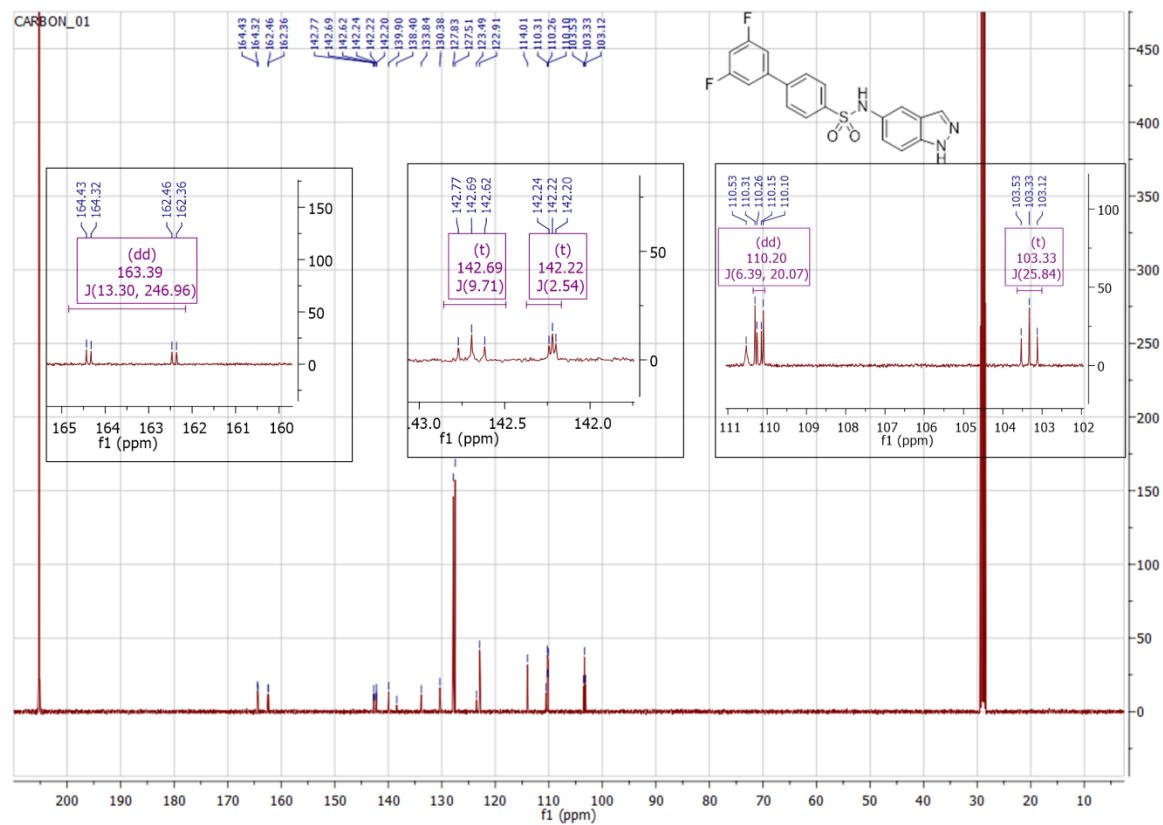 CARBON_01
164.43
164.32
162.46
162.36
142.77
142.69
142.62
142.24
142.22
142.20
139.90
138.40
133.84
130.38
127.83
127.51
123.49
122.91
114.01
110.31
110.26
110.10
103.53
103.33
103.12
F
F
S
O
O
H
N
N
N
H
164.43
164.32
162.46
162.36
(dd)
163.39
J(13.30, 246.96)
150
100
50
0
165 164 163 162 161 160
f1 (ppm)
142.77
142.69
142.62
142.24
142.22
142.20
(t)
142.69
J(9.71)
(t)
142.22
J(2.54)
50
0
43.0 142.5 142.0
f1 (ppm)
110.53
110.31
110.26
110.15
110.10
103.53
103.33
103.12
(dd)
110.20
J(6.39, 20.07)
(t)
103.33
J(25.84)
100
50
0
111 110 109 108 107 106 105 104 103 102
f1 (ppm)
450
400
350
300
250
200
150
100
50
0
200 190 180 170 160 150 140 130 120 110 100 90 80 70 60 50 40 30 20 10
f1 (ppm)